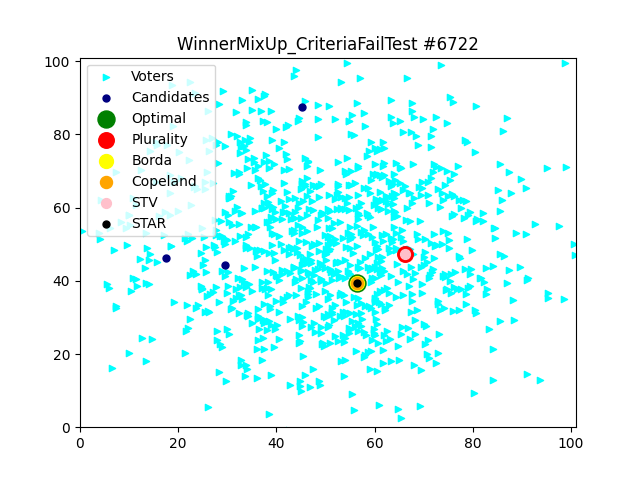 WinnerMixUp_CriteriaFailTest #6722
100
80
60
40
20
0
Voters
Candidates
Optimal
Plurality
Borda
Copeland
STV
STAR
0 20 40 60 80 100